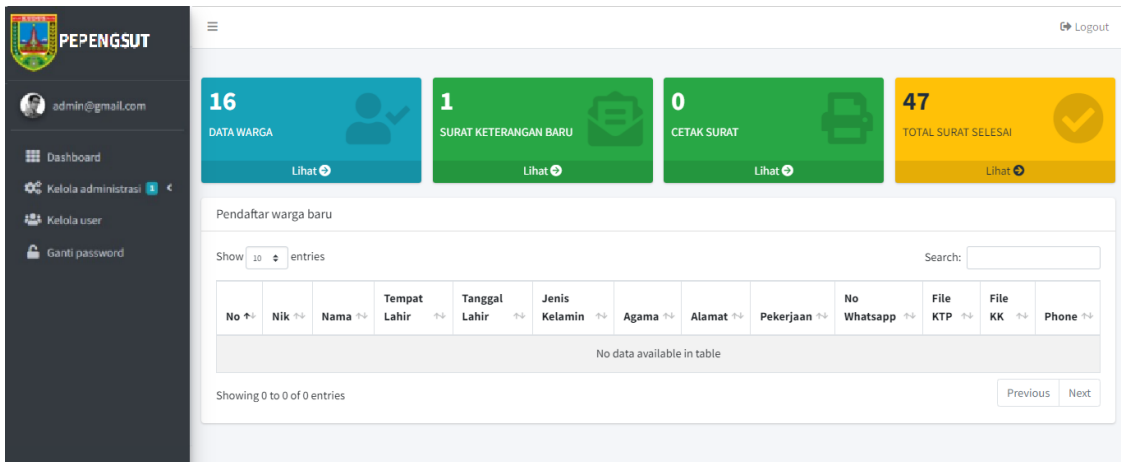 KUDUS
PEPENGSUT
Logout
admin@gmail.com
Dashboard
Kelola administrasi 1
Kelola user
Ganti password
16
DATA WARGA
Lihat
1
SURAT KETERANGAN BARU
Lihat
0
CETAK SURAT
Lihat
47
TOTAL SURAT SELESAI
Lihat
Pendaftar warga baru
Show 10 entries
Search:
No Nik Nama Tempat Lahir Tanggal Lahir Jenis Kelamin Agama Alamat Pekerjaan No Whatsapp File KTP File KK Phone
No data available in table
Showing 0 to 0 of 0 entries
Previous Next